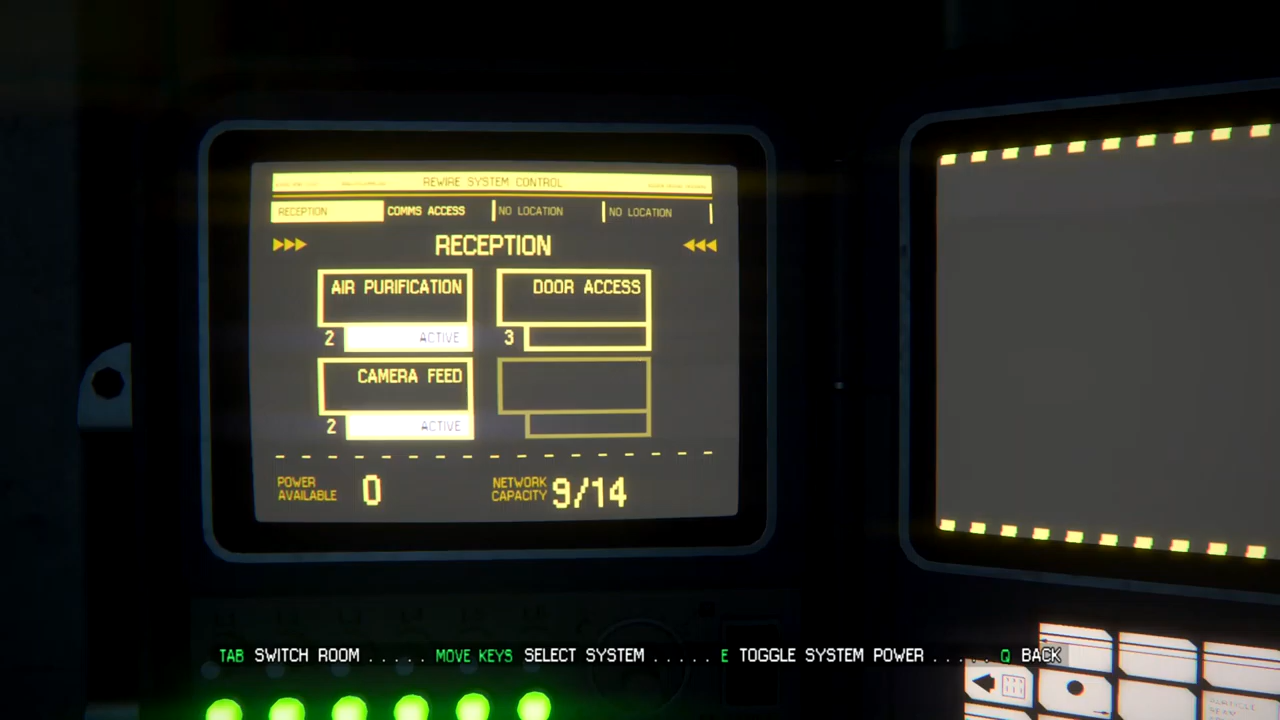 REWIRE SYSTEM CONTROL
RECEPTION COMMS ACCESS NO LOCATION NO LOCATION
RECEPTION
AIR PURIFICATION DOOR ACCESS
2 ACTIVE 3
CAMERA FEED
2 ACTIVE
POWER AVAILABLE 0 NETWORK CAPACITY 9/14
TAB SWITCH ROOM ..... MOVE KEYS SELECT SYSTEM ..... E TOGGLE SYSTEM POWER ..... Q BACK